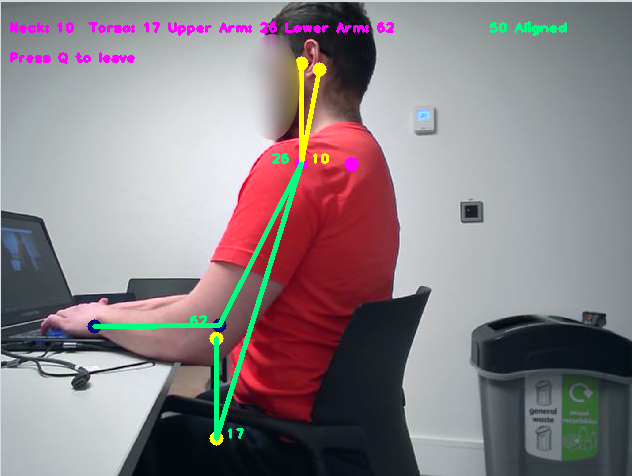 Neck: 10 Torso: 17 Upper Arm: 26 Lower Arm: 62
50 Aligned
Press Q to leave
26 10
62
17
general waste
mixed recyclables